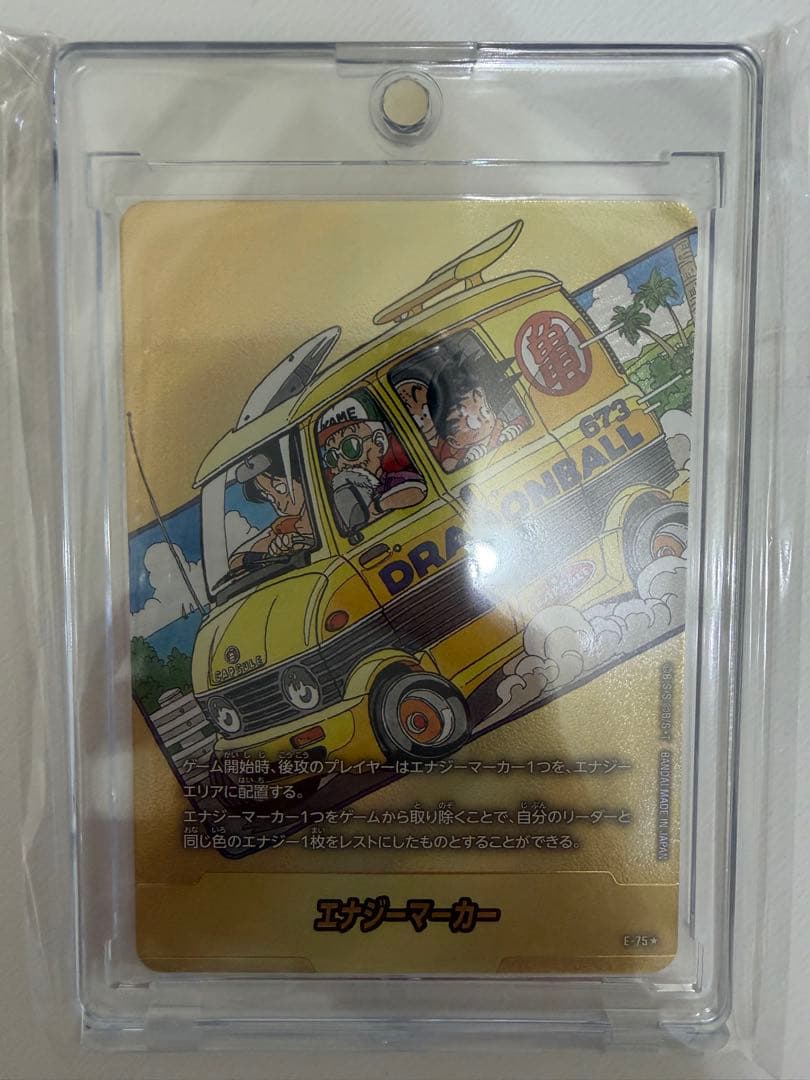 KAME
亀
673
DRAGONBALL
CAPSULE
ゲーム開始時、後攻のプレイヤーはエナジーマーカー1つを、エナジー
エリアに配置する。
エナジーマーカー1つをゲームから取り除くことで、自分のリーダーと
同じ色のエナジー1枚をレストにしたものとすることができる。
BANDAI MADE IN JAPAN
エナジーマーカー
E-75★